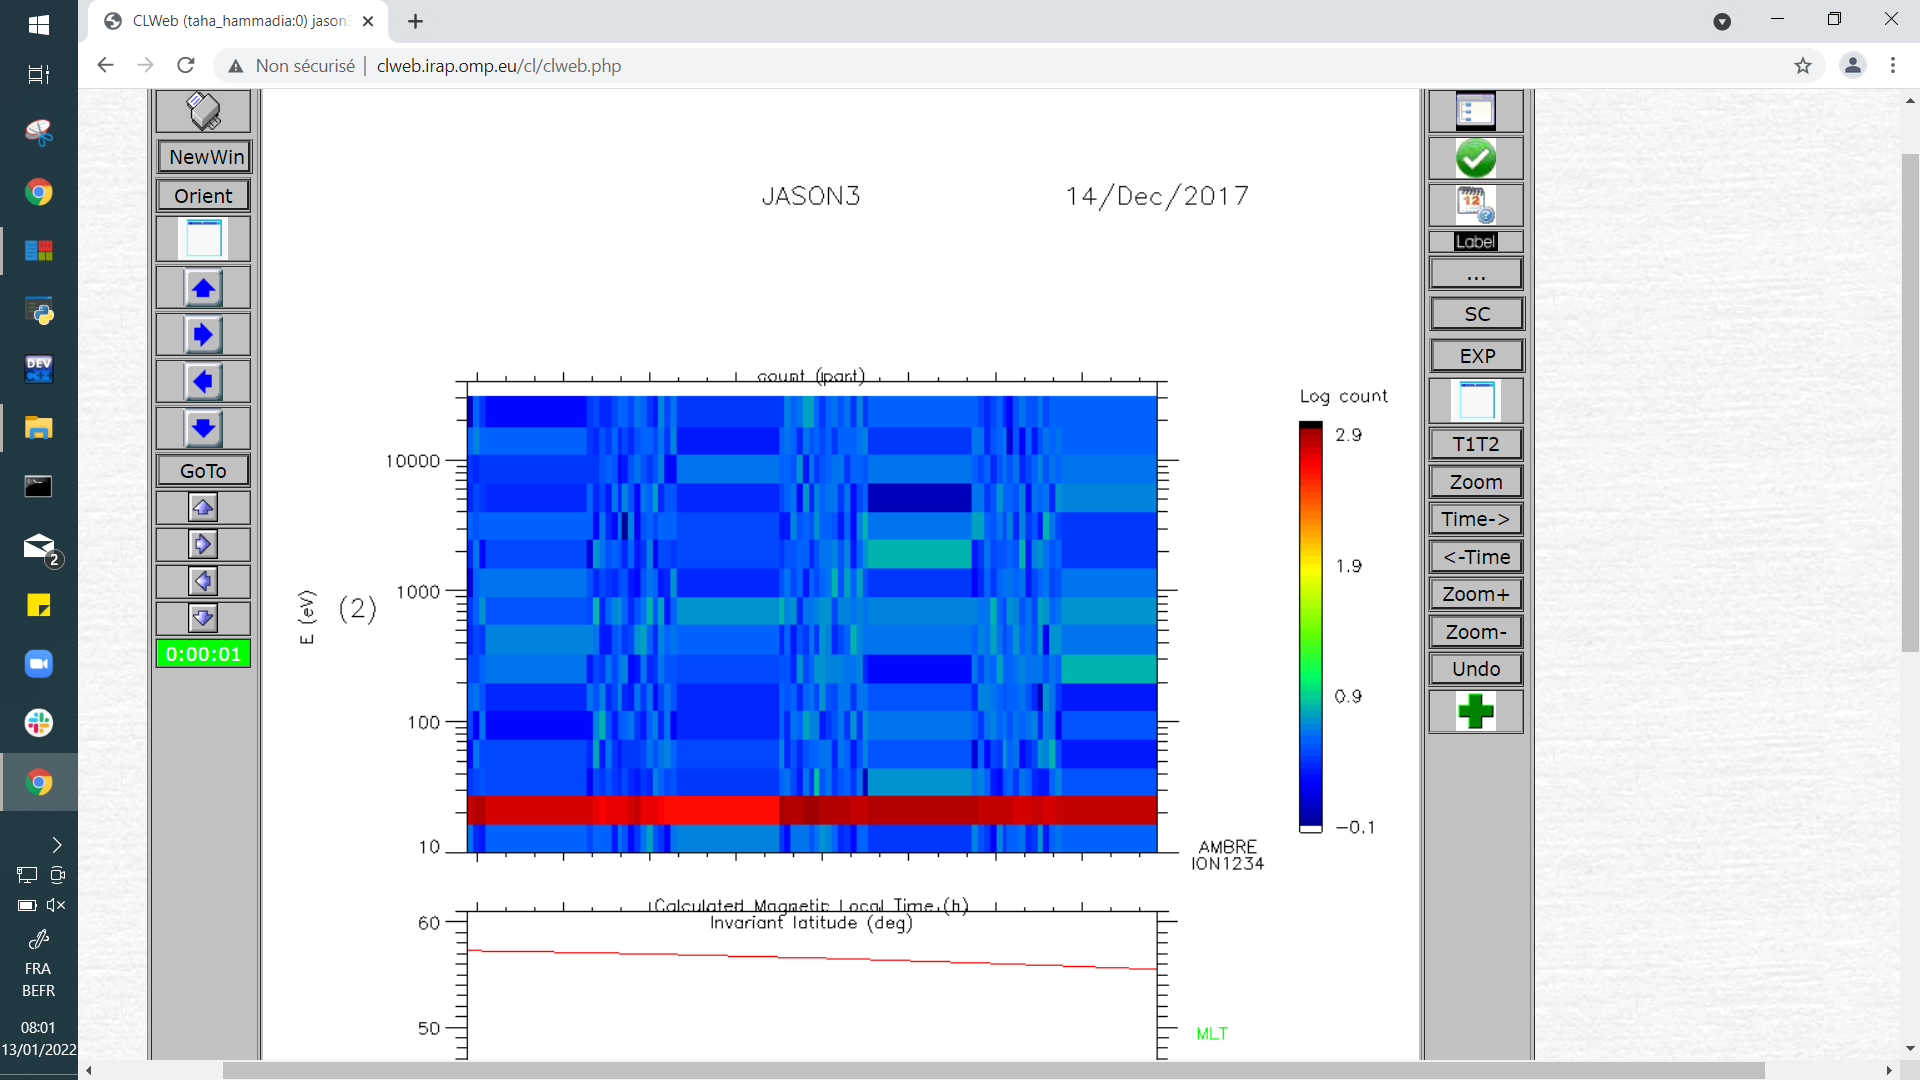 CLWeb (taha_hammadia:0) jason3
Non sécurisé
clweb.irap.omp.eu/cl/clweb.php
NewWin
Orient
GoTo
0:00:01
JASON3
14/Dec/2017
count (part)
E (eV)
(2)
10000
1000
100
10
Log count
2.9
1.9
0.9
−0.1
AMBRE
ION1234
Calculated Magnetic Local Time (h)
Invariant latitude (deg)
60
50
MLT
12
Label
...
SC
EXP
T1T2
Zoom
Time->
<-Time
Zoom+
Zoom-
Undo
DEV
C++
2
FRA
BEFR
08:01
13/01/2022